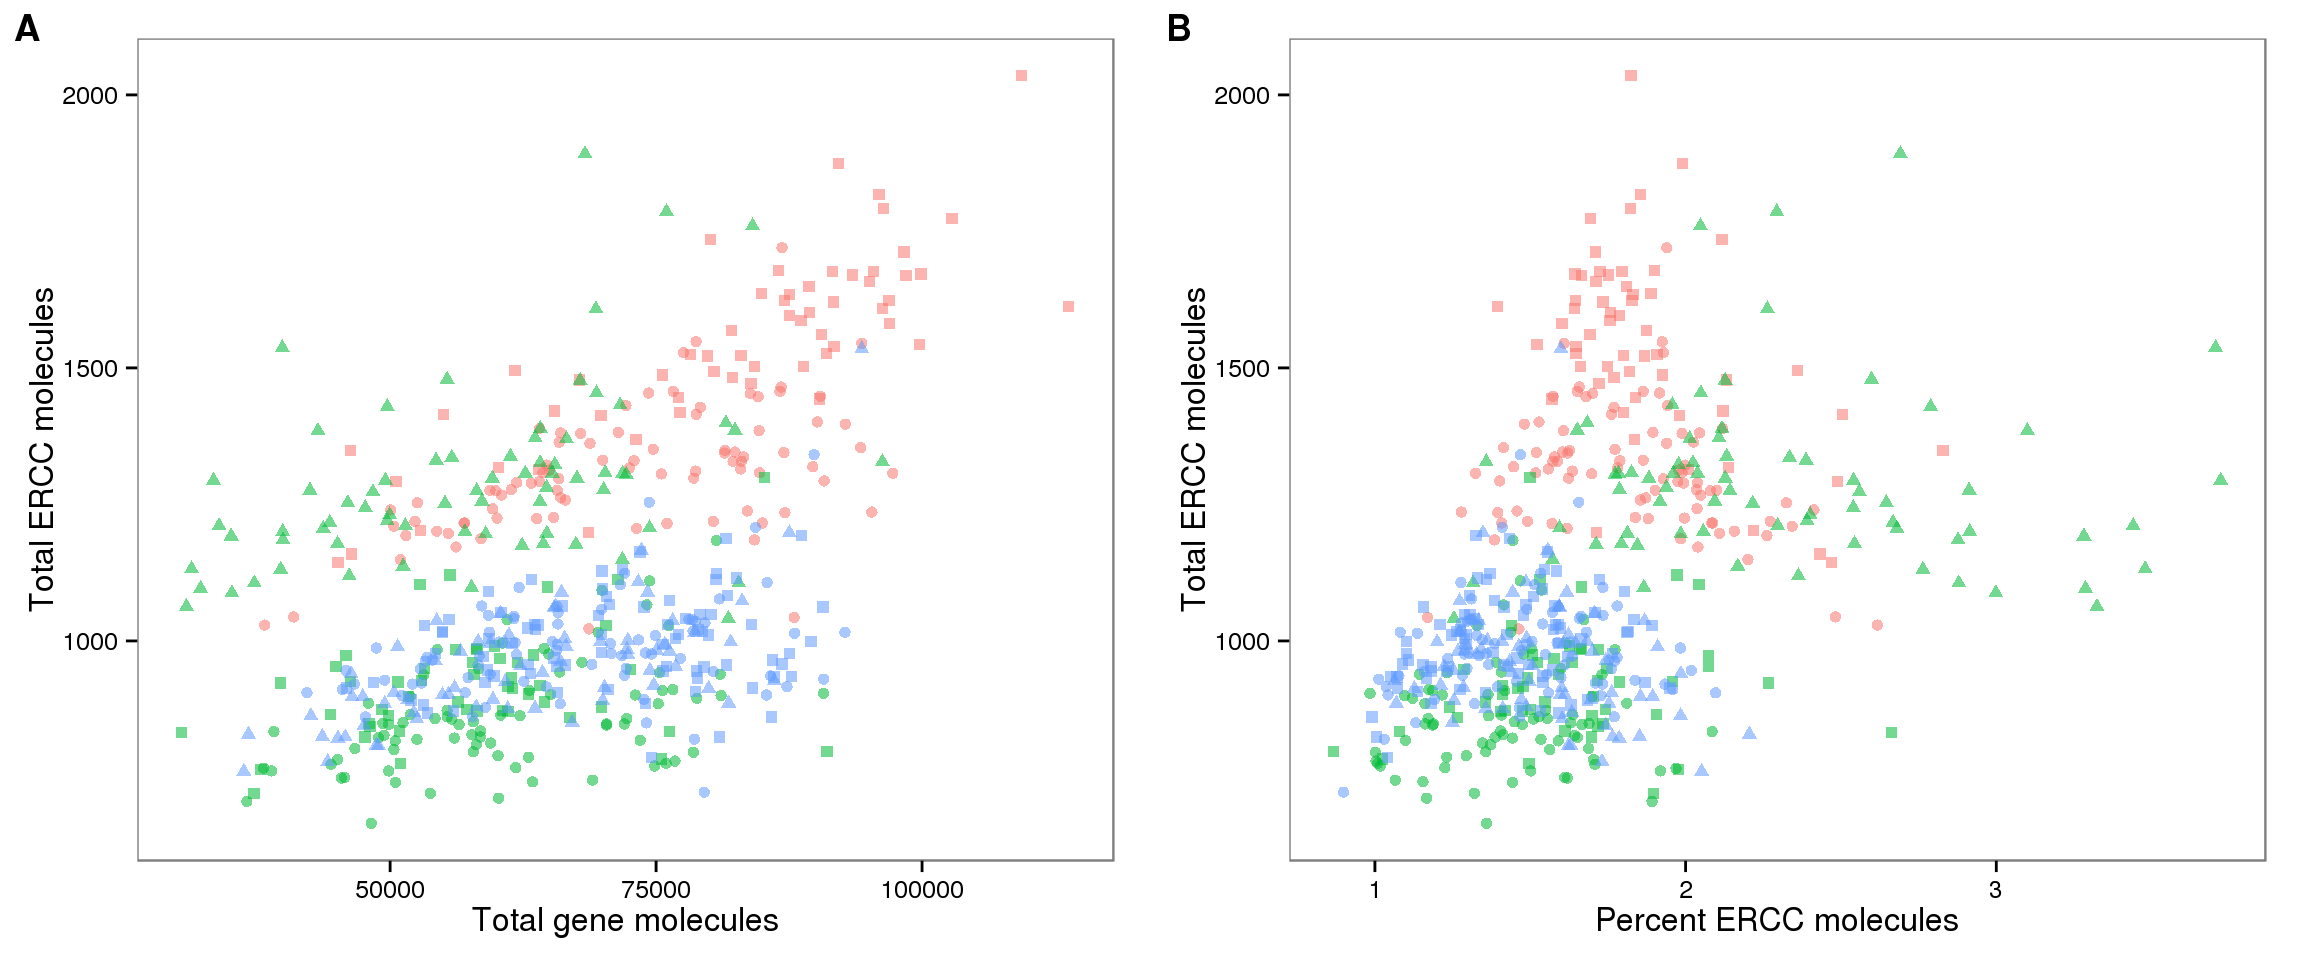 A
Total ERCC molecules
2000
1500
1000
50000
75000
100000
Total gene molecules
B
Total ERCC molecules
2000
1500
1000
1
2
3
Percent ERCC molecules